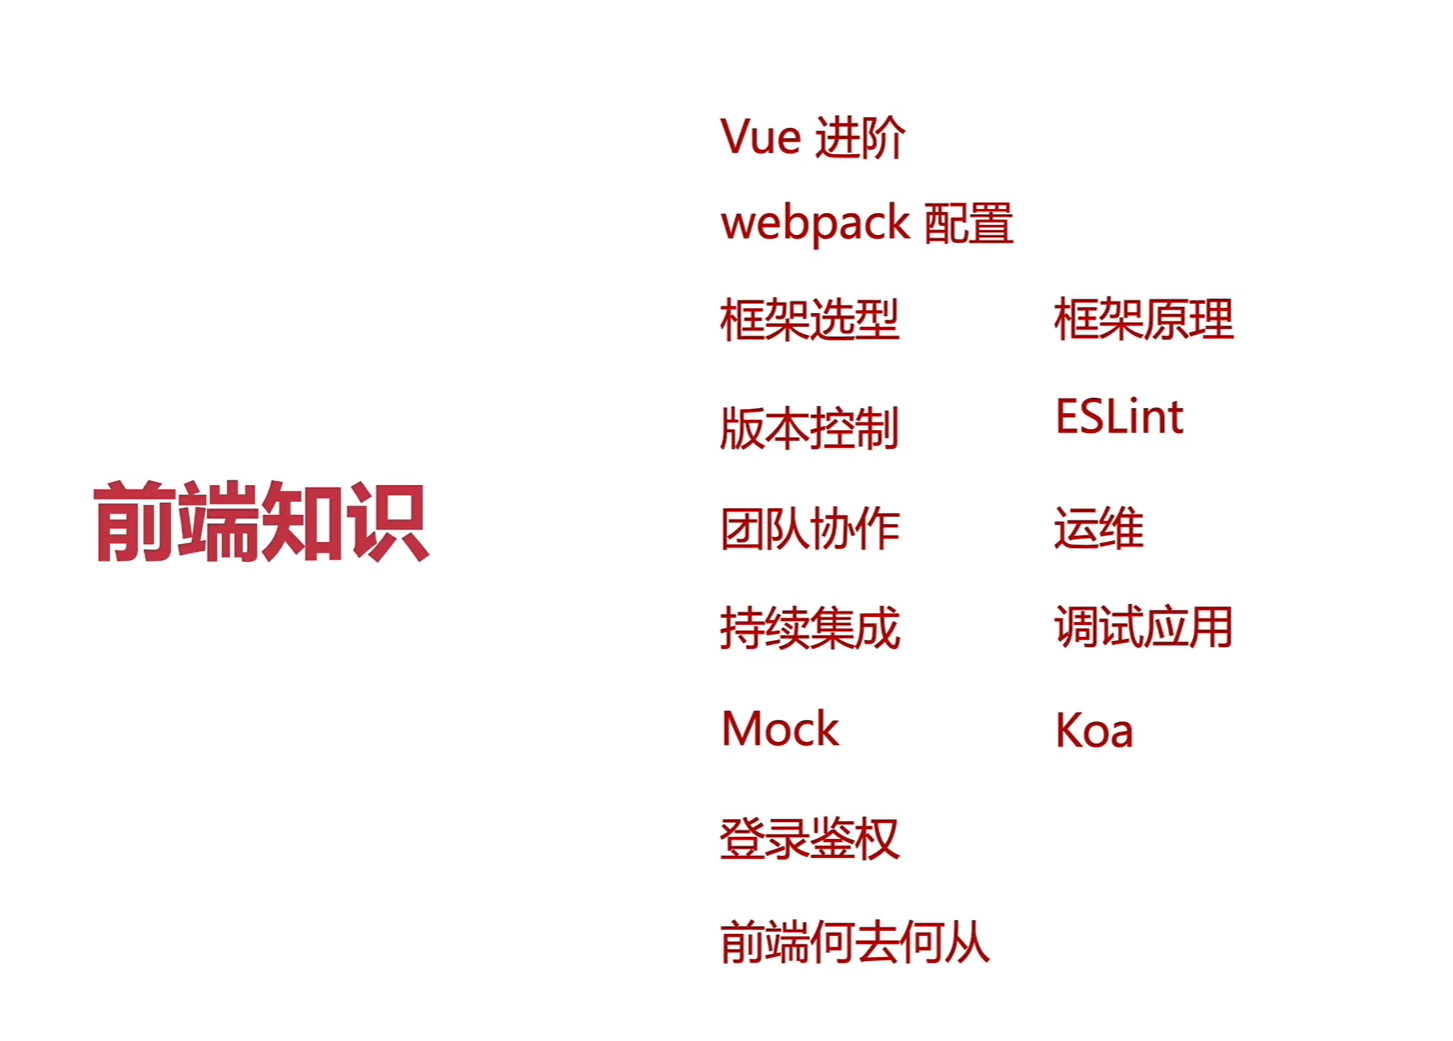 前端知识
Vue 进阶
webpack 配置
框架选型
框架原理
版本控制
ESLint
团队协作
运维
持续集成
调试应用
Mock
Koa
登录鉴权
前端何去何从